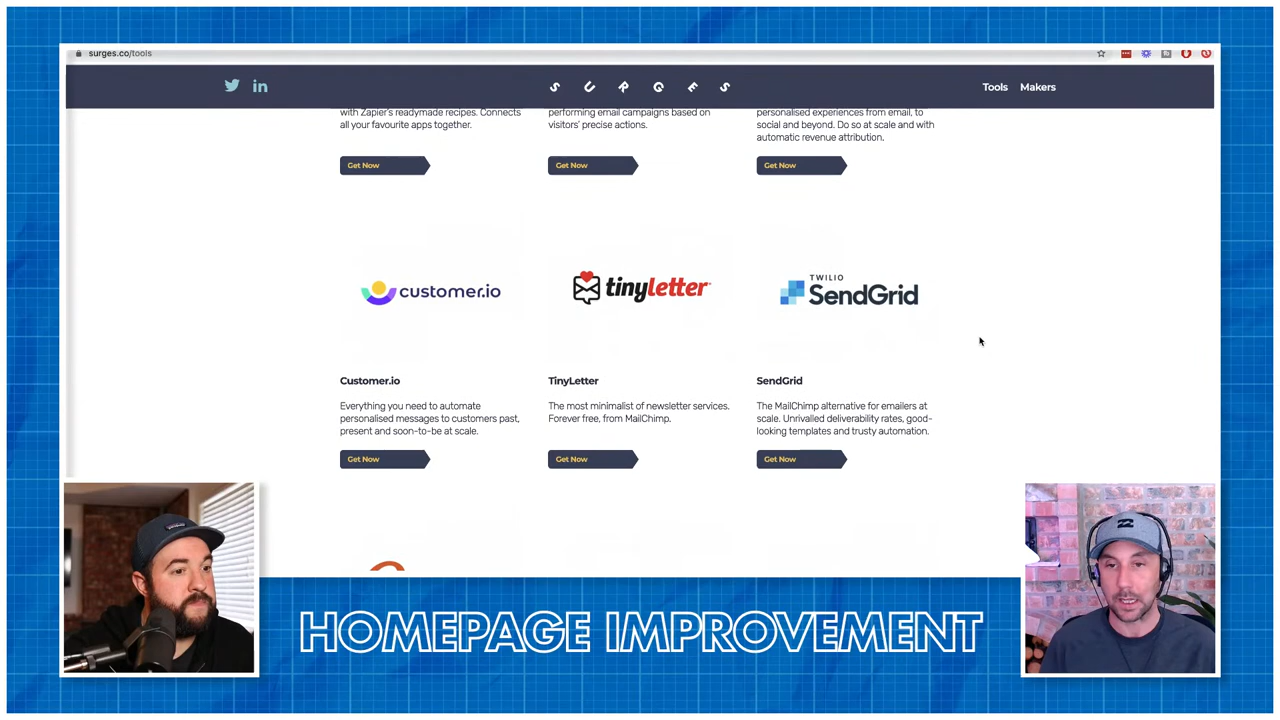 surges.co/tools
SURGES
Tools Makers
with Zapier's readymade recipes. Connects
all your favourite apps together.
performing email campaigns based on
visitors' precise actions.
personalised experiences from email, to
social and beyond. Do so at scale and with
automatic revenue attribution.
Get Now
Get Now
Get Now
customer.io
tinyletter
TWILIO
SendGrid
Customer.io
Everything you need to automate
personalised messages to customers past,
present and soon-to-be at scale.
Get Now
TinyLetter
The most minimalist of newsletter services.
Forever free, from MailChimp.
Get Now
SendGrid
The MailChimp alternative for emailers at
scale. Unrivalled deliverability rates, good-
looking templates and trusty automation.
Get Now
HOMEPAGE IMPROVEMENT